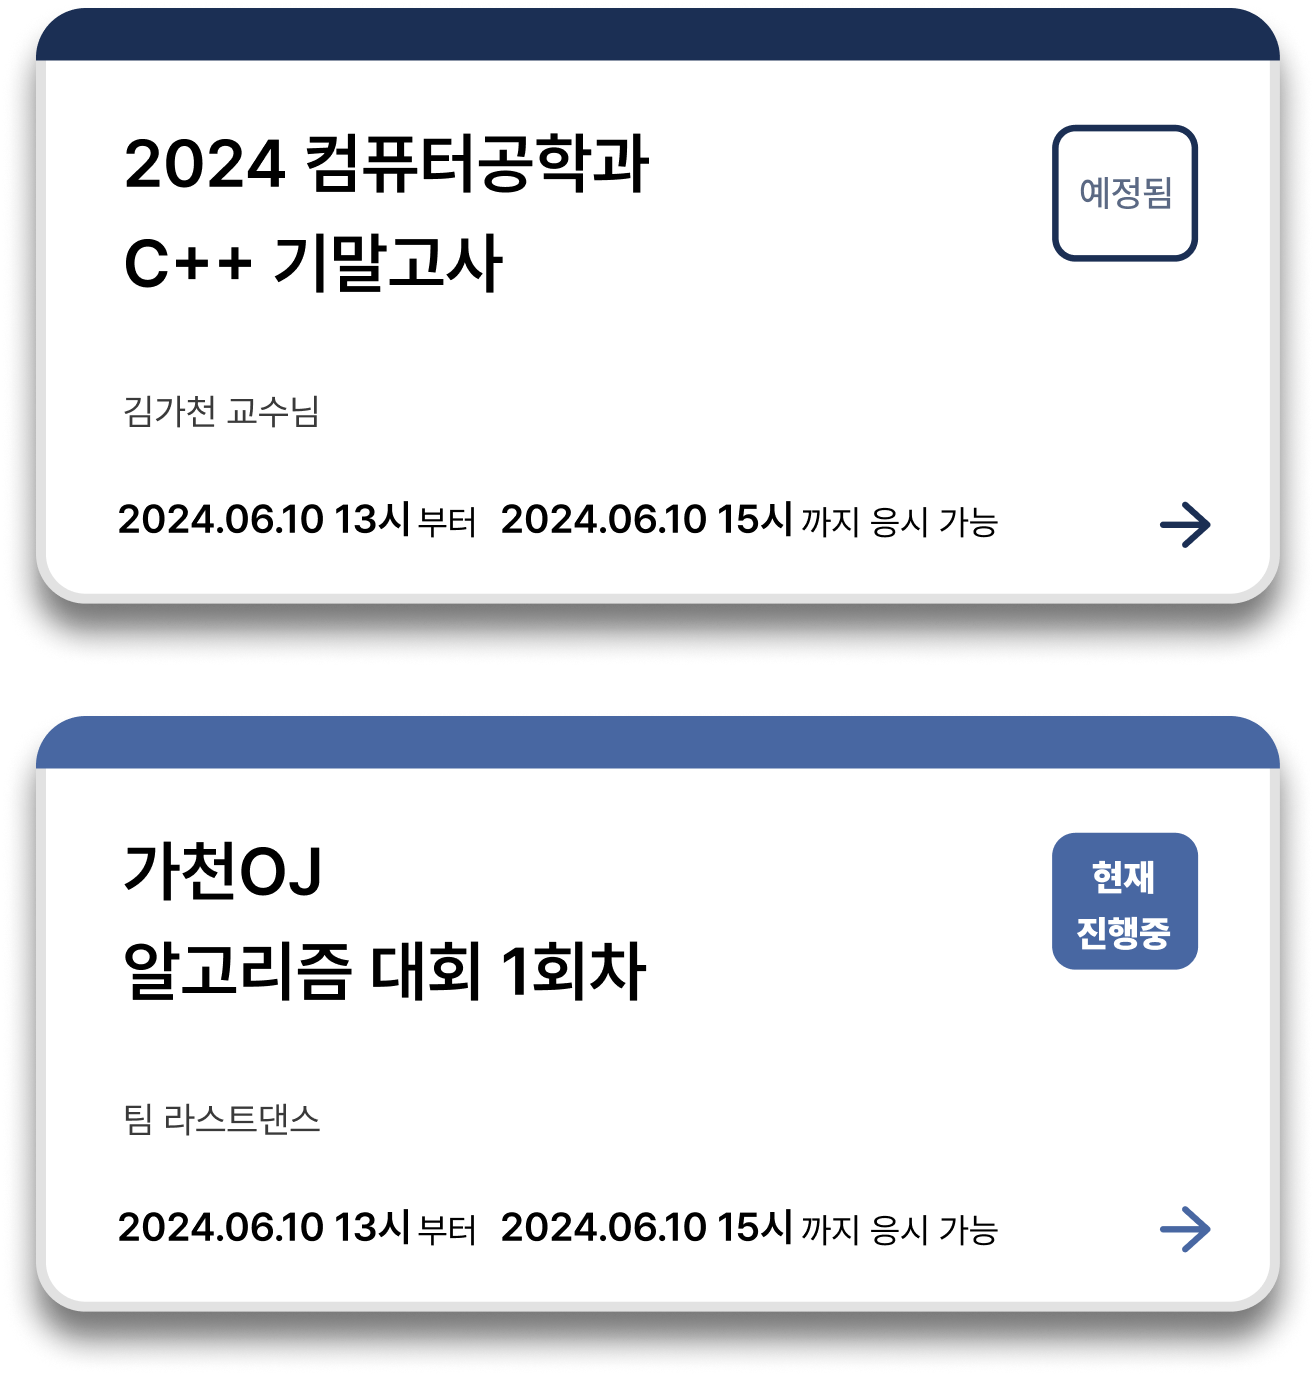 2024 컴퓨터공학과
C++ 기말고사
예정됨
김가천 교수님
2024.06.10 13시 부터 2024.06.10 15시 까지 응시 가능
가천OJ
알고리즘 대회 1회차
현재
진행중
팀 라스트댄스
2024.06.10 13시 부터 2024.06.10 15시 까지 응시 가능